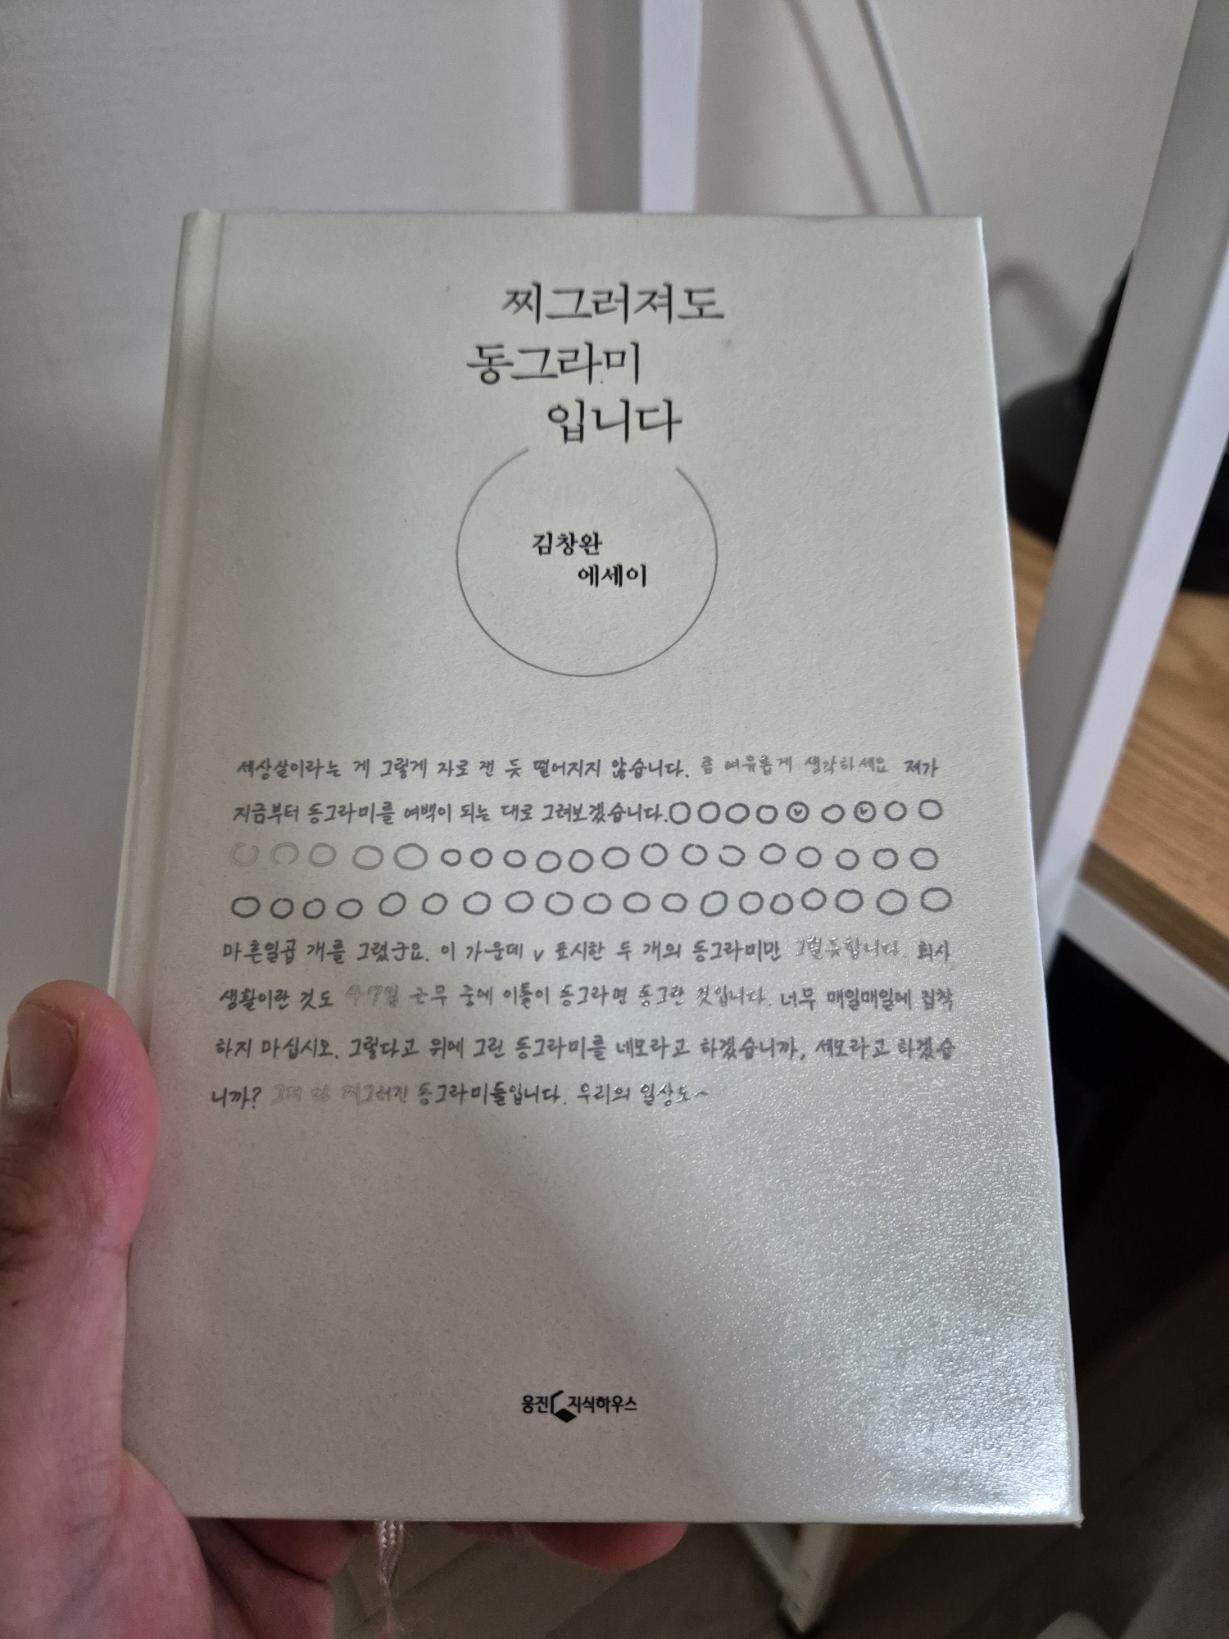 찌그러져도
동그라미
입니다
김창완
에세이
세상살이라는 게 그렇게 자로 잰 듯 떨어지지 않습니다. 좀 여유롭게 생각하세요 제가
지금부터 동그라미를 여백이 되는 대로 그려보겠습니다.
마흔일곱 개를 그렸군요. 이 가운데 v 표시한 두 개의 동그라미만 그럴듯합니다. 회사
생활이란 것도 47일 근무 중에 이틀이 동그라면 동그란 것입니다. 너무 매일매일에 집착
하지 마십시오. 그렇다고 위에 그린 동그라미를 네모라고 하겠습니까, 세모라고 하겠습
니까? 그저 다 찌그러진 동그라미들입니다. 우리의 일상도~
웅진 지식하우스